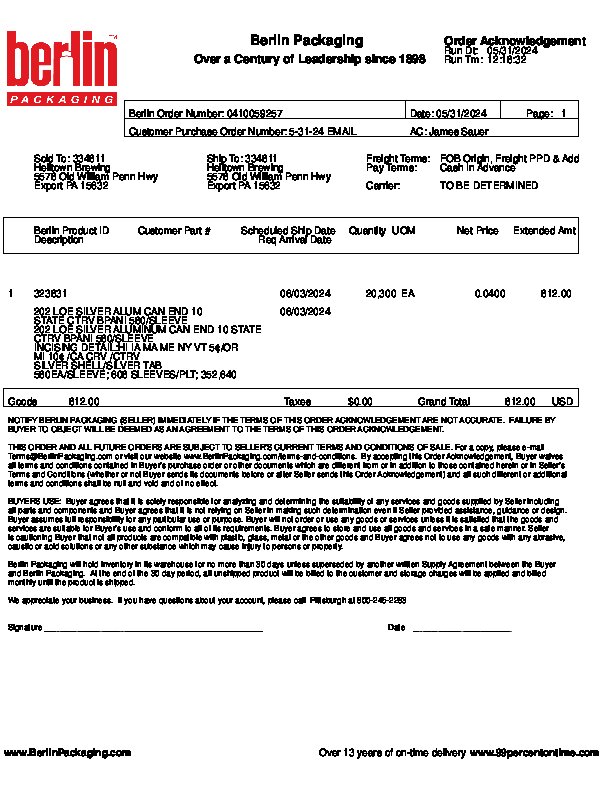 berlin
PACKAGING
TM
Berlin Packaging
Over a Century of Leadership since 1898
Order Acknowledgement
Run Dt: 05/31/2024
Run Tm: 12:18:32
Berlin Order Number: 0410059257
Date: 05/31/2024
Page: 1
Customer Purchase Order Number: 5-31-24 EMAIL
AC: James Sauer
Sold To: 334811
Helltown Brewing
5578 Old William Penn Hwy
Export PA 15632
Ship To: 334811
Helltown Brewing
5578 Old William Penn Hwy
Export PA 15632
Freight Terms: FOB Origin, Freight PPD & Add
Pay Terms: Cash In Advance
Carrier: TO BE DETERMINED
Berlin Product ID Customer Part # Scheduled Ship Date Quantity UOM Net Price Extended Amt
Description Req Arrival Date
1 323831 06/03/2024 20,300 EA 0.0400 812.00
202 LOE SILVER ALUM CAN END 10 06/03/2024
STATE CTRV BPANI 580/SLEEVE
202 LOE SILVER ALUMINUM CAN END 10 STATE
CTRV BPANI 580/SLEEVE
INCISING DETAIL:HI IA MA ME NY VT 5¢/OR
MI 10¢ /CA CRV /CTRV
SILVER SHELL/SILVER TAB
580EA/SLEEVE; 608 SLEEVES/PLT; 352,640
Goods 812.00 Taxes $0.00 Grand Total 812.00 USD
NOTIFY BERLIN PACKAGING (SELLER) IMMEDIATELY IF THE TERMS OF THIS ORDER ACKNOWLEDGEMENT ARE NOT ACCURATE. FAILURE BY
BUYER TO OBJECT WILL BE DEEMED AS AN AGREEMENT TO THE TERMS OF THIS ORDER ACKNOWLEDGEMENT.
THIS ORDER AND ALL FUTURE ORDERS ARE SUBJECT TO SELLER'S CURRENT TERMS AND CONDITIONS OF SALE. For a copy, please e-mail
Terms@BerlinPackaging.com or visit our website www.BerlinPackaging.com/terms-and-conditions. By accepting this Order Acknowledgement, Buyer waives
all terms and conditions contained in Buyer's purchase order or other documents which are different from or in addition to those contained herein or in Seller's
Terms and Conditions (whether or not Buyer sends its documents before or after Seller sends this Order Acknowledgement) and all such different or additional
terms and conditions shall be null and void and of no effect.
BUYERS USE: Buyer agrees that it is solely responsible for analyzing and determining the suitability of any services and goods supplied by Seller including
all parts and components and Buyer agrees that it is not relying on Seller in making such determination even if Seller provided assistance, guidance or design.
Buyer assumes full responsibility for any particular use or purpose. Buyer will not order or use any goods or services unless it is satisfied that the goods and
services are suitable for Buyer's use and conform to all of its requirements. Buyer agrees to store and use all goods and services in a safe manner. Seller
is cautioning Buyer that not all products are compatible with plastic, glass, metal or the other goods and Buyer agrees not to use any goods with any abrasive,
caustic or acid solutions or any other substance which may cause injury to persons or property.
Berlin Packaging will hold inventory in its warehouse for no more than 30 days unless superseded by another written Supply Agreement between the Buyer
and Berlin Packaging. At the end of the 30 day period, all unshipped product will be billed to the customer and storage charges will be applied and billed
monthly until the product is shipped.
We appreciate your business. If you have questions about your account, please call Pittsburgh at 800-245-2283
Signature Date
www.BerlinPackaging.com
Over 13 years of on-time delivery www.99percentontime.com